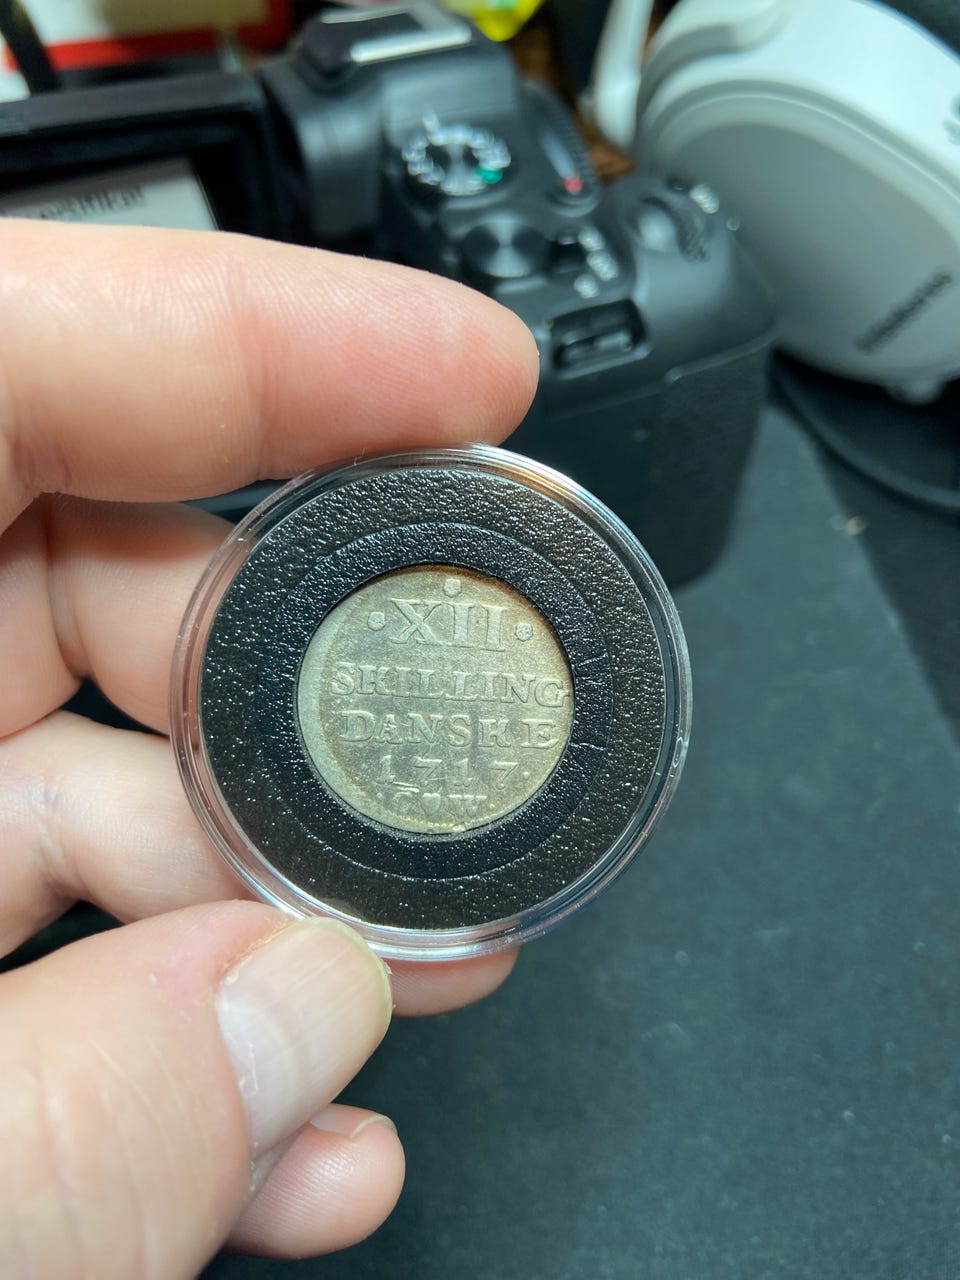 ·XII·
SKILLING
DANSKE
1717.
C♥W.